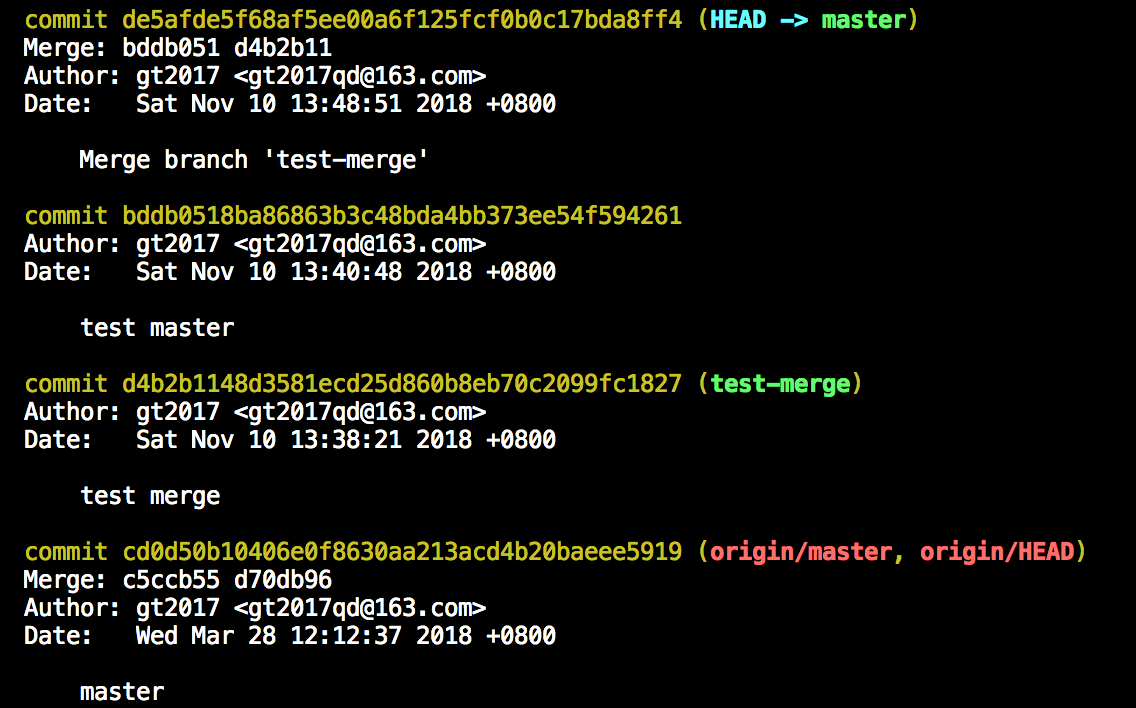 commit de5afde5f68af5ee00a6f125fcf0b0c17bda8ff4 (HEAD -> master)
Merge: bddb051 d4b2b11
Author: gt2017 <gt2017qd@163.com>
Date:   Sat Nov 10 13:48:51 2018 +0800
    Merge branch 'test-merge'
commit bddb0518ba86863b3c48bda4bb373ee54f594261
Author: gt2017 <gt2017qd@163.com>
Date:   Sat Nov 10 13:40:48 2018 +0800
    test master
commit d4b2b1148d3581ecd25d860b8eb70c2099fc1827 (test-merge)
Author: gt2017 <gt2017qd@163.com>
Date:   Sat Nov 10 13:38:21 2018 +0800
    test merge
commit cd0d50b10406e0f8630aa213acd4b20baeee5919 (origin/master, origin/HEAD)
Merge: c5ccb55 d70db96
Author: gt2017 <gt2017qd@163.com>
Date:   Wed Mar 28 12:12:37 2018 +0800
    master